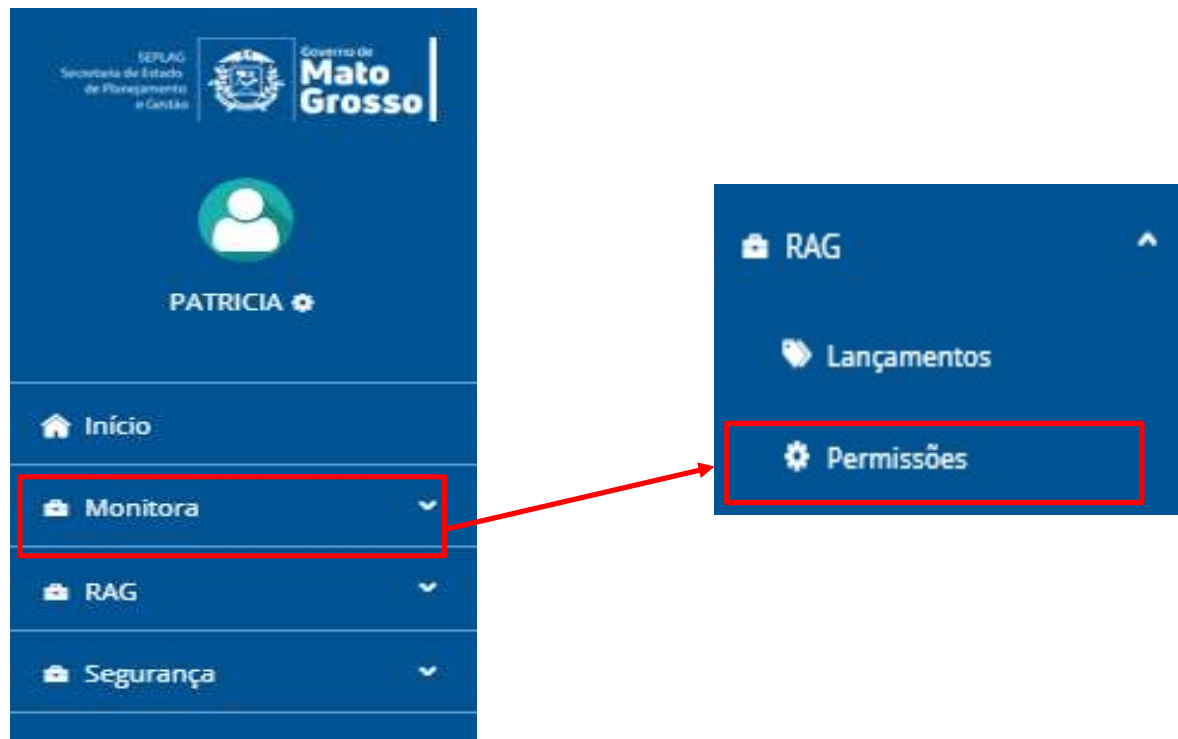 SEPLAG
Secretaria de Estado
de Planejamento
e Gestão
Governo de
Mato
Grosso
PATRICIA
Início
Monitora
RAG
Segurança
RAG
Lançamentos
Permissões